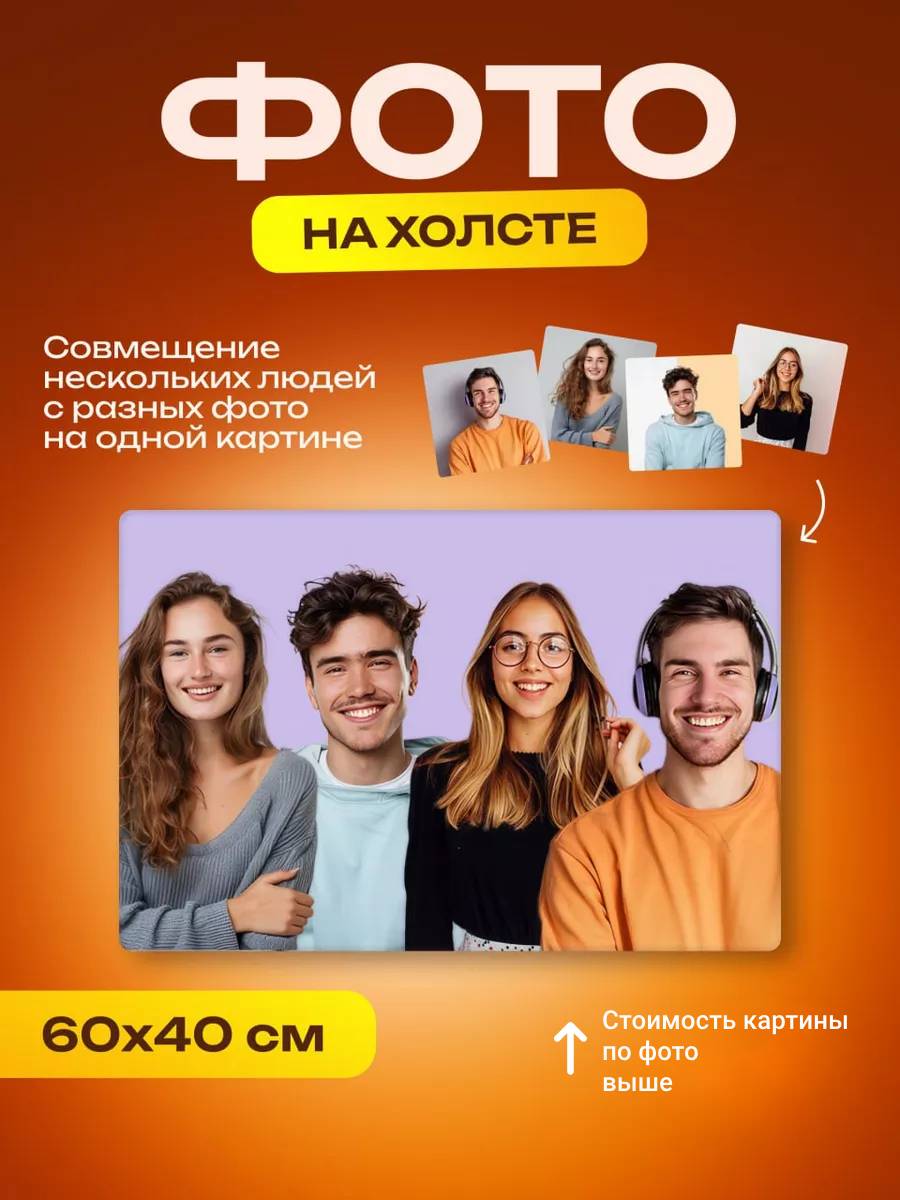 ФОТО
НА ХОЛСТЕ
Совмещение
нескольких людей
с разных фото
на одной картине
60x40 см
Стоимость картины
по фото
выше